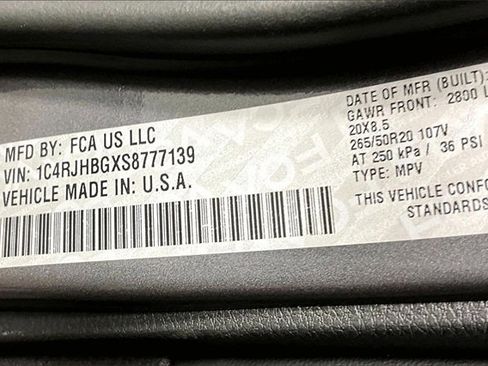 MFD BY: FCA US LLC
VIN: 1C4RJHBGXS8777139
VEHICLE MADE IN: U.S.A.
DATE OF MFR (BUILT):
GAWR FRONT: 2800 L
20X8.5
265/50R20 107V
AT 250 kPa / 36 PSI
TYPE: MPV
THIS VEHICLE CONFO
STANDARDS